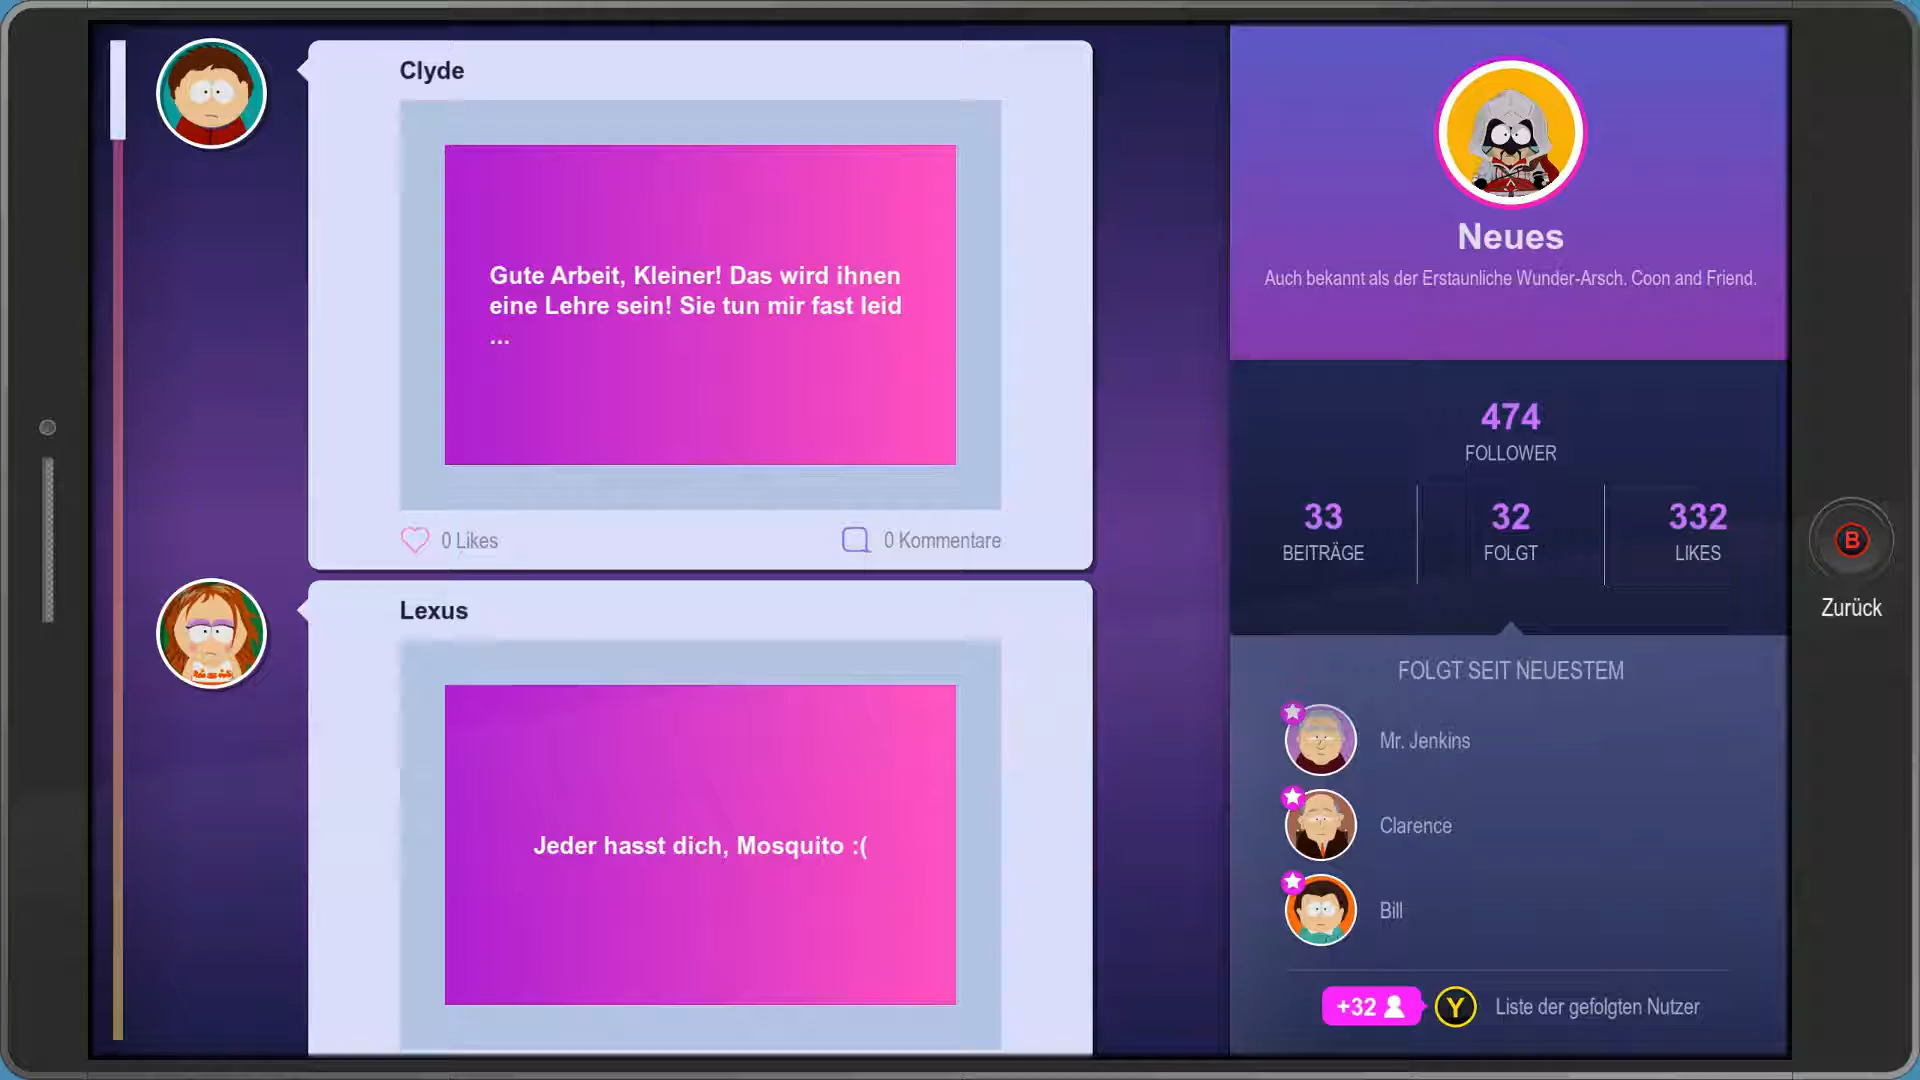 Clyde
Gute Arbeit, Kleiner! Das wird ihnen
eine Lehre sein! Sie tun mir fast leid
...
0 Likes
0 Kommentare
Lexus
Jeder hasst dich, Mosquito :(
Neues
Auch bekannt als der Erstaunliche Wunder-Arsch. Coon and Friend.
474
FOLLOWER
33
BEITRÄGE
32
FOLGT
332
LIKES
FOLGT SEIT NEUESTEM
Mr. Jenkins
Clarence
Bill
+32
Y
Liste der gefolgten Nutzer
B
Zurück